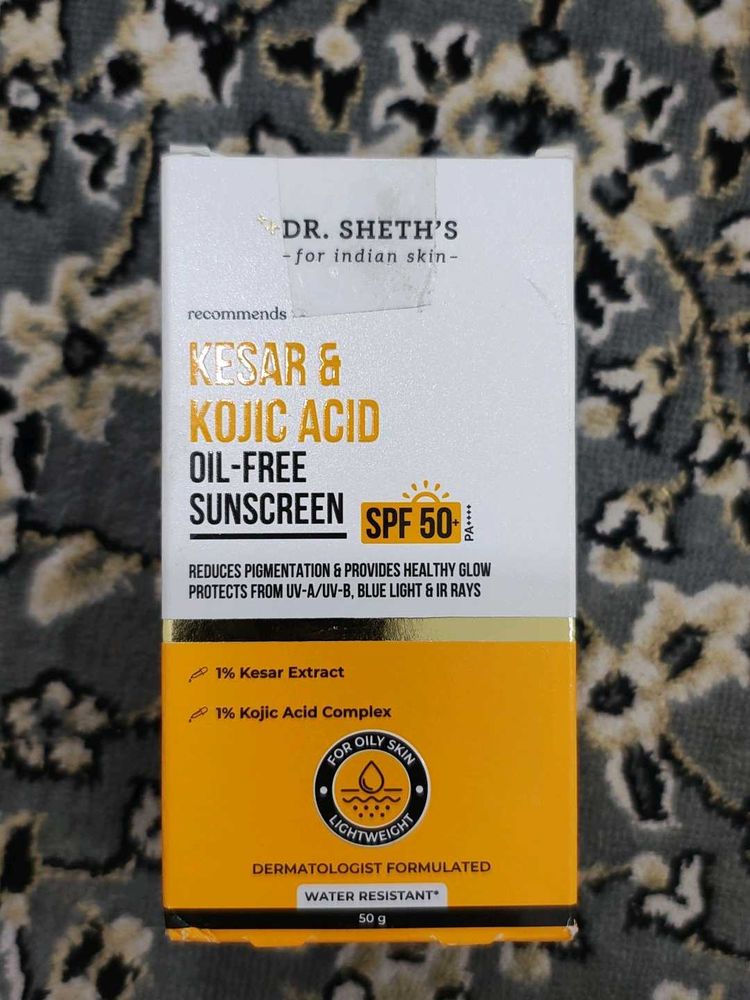 DR. SHETH'S
-for indian skin-
recommends
KESAR &
KOJIC ACID
OIL-FREE
SUNSCREEN
SPF 50+
PA++++
REDUCES PIGMENTATION & PROVIDES HEALTHY GLOW
PROTECTS FROM UV-A/UV-B, BLUE LIGHT & IR RAYS
1% Kesar Extract
1% Kojic Acid Complex
FOR OILY SKIN
LIGHTWEIGHT
DERMATOLOGIST FORMULATED
WATER RESISTANT*
50 g